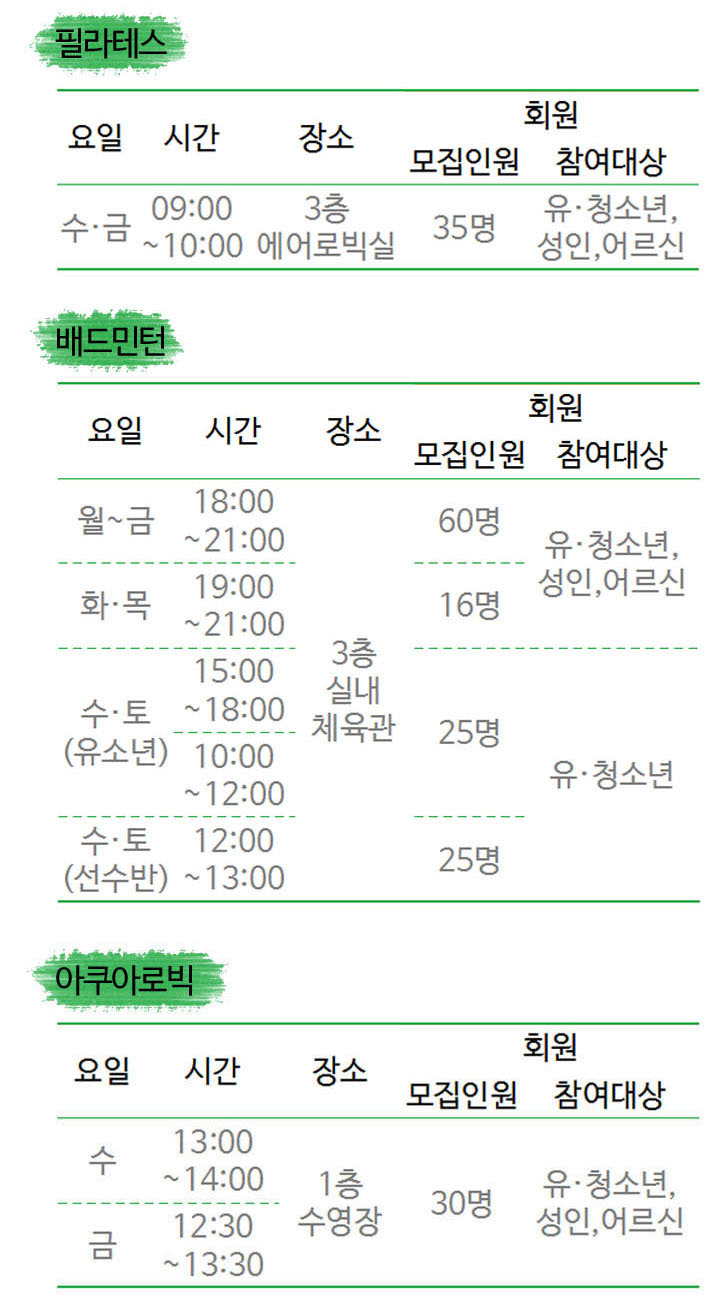 필라테스
요일 시간 장소 회원
모집인원 참여대상
수·금 09:00 ~10:00 3층 에어로빅실 35명 유·청소년, 성인,어르신
배드민턴
요일 시간 장소 회원
모집인원 참여대상
월~금 18:00 ~21:00 60명 유·청소년, 성인,어르신
화·목 19:00 ~21:00 16명
3층 실내 체육관
수·토 (유소년) 15:00 ~18:00 25명 유·청소년
10:00 ~12:00
수·토 (선수반) 12:00 ~13:00 25명
아쿠아로빅
요일 시간 장소 회원
모집인원 참여대상
수 13:00 ~14:00 1층 수영장 30명 유·청소년, 성인,어르신
금 12:30 ~13:30